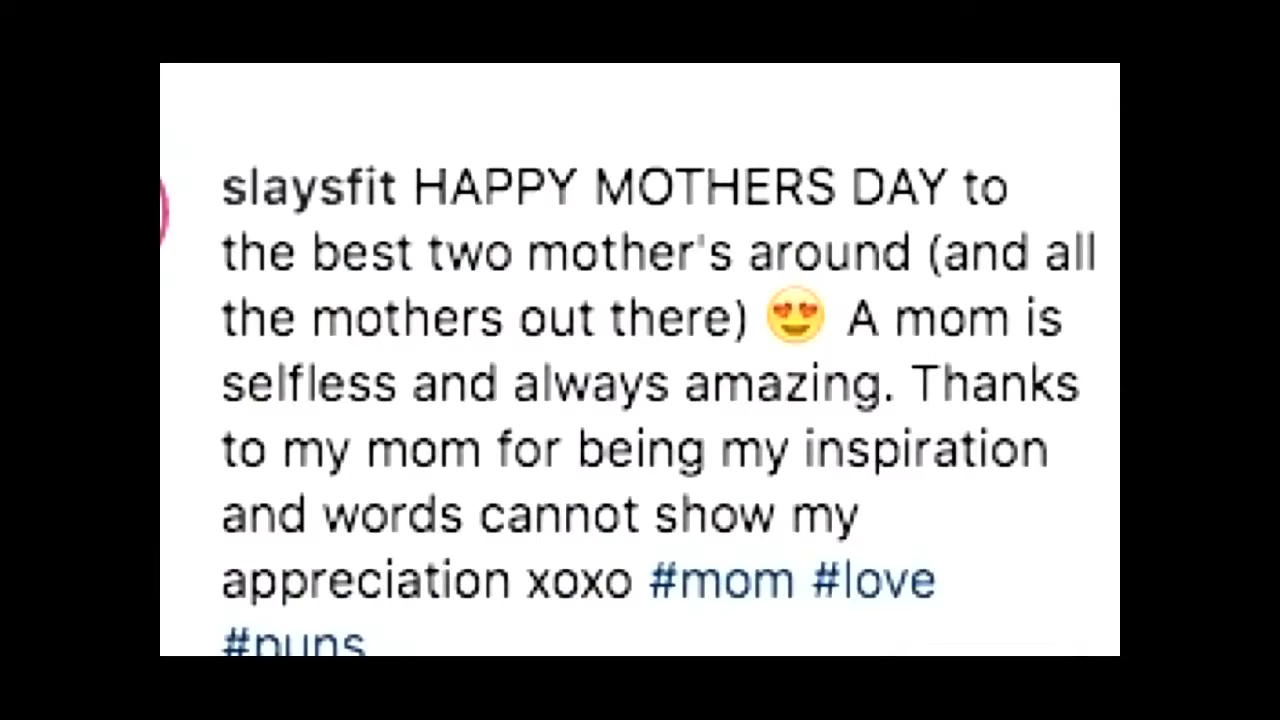 slaysfit HAPPY MOTHERS DAY to
the best two mother's around (and all
the mothers out there) 😍 A mom is
selfless and always amazing. Thanks
to my mom for being my inspiration
and words cannot show my
appreciation xoxo #mom #love
#puns